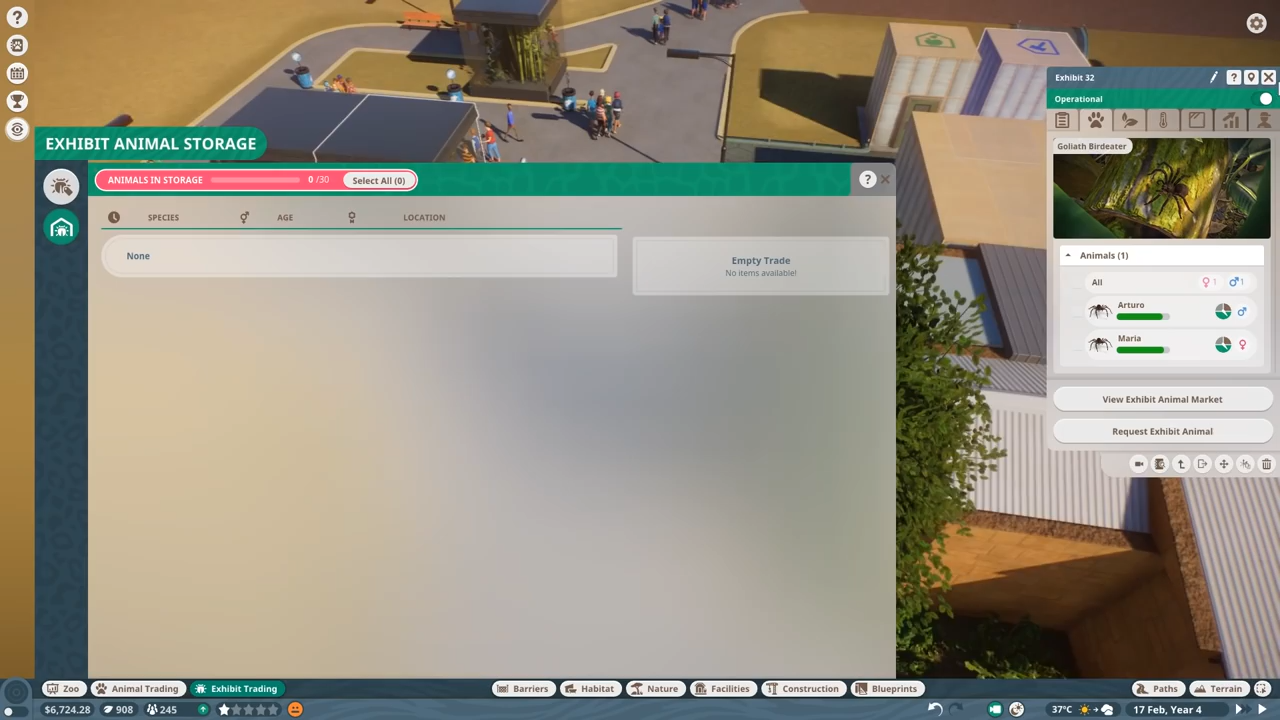 Exhibit 32
Operational
EXHIBIT ANIMAL STORAGE
Goliath Birdeater
ANIMALS IN STORAGE 0 /30 Select All (0)
?
SPECIES AGE LOCATION
None
Empty Trade
No items available!
Animals (1)
All 1 1
Arturo
Maria
View Exhibit Animal Market
Request Exhibit Animal
Zoo Animal Trading Exhibit Trading Barriers Habitat Nature Facilities Construction Blueprints Paths Terrain
$6,724.28 908 245 37°C 17 Feb, Year 4